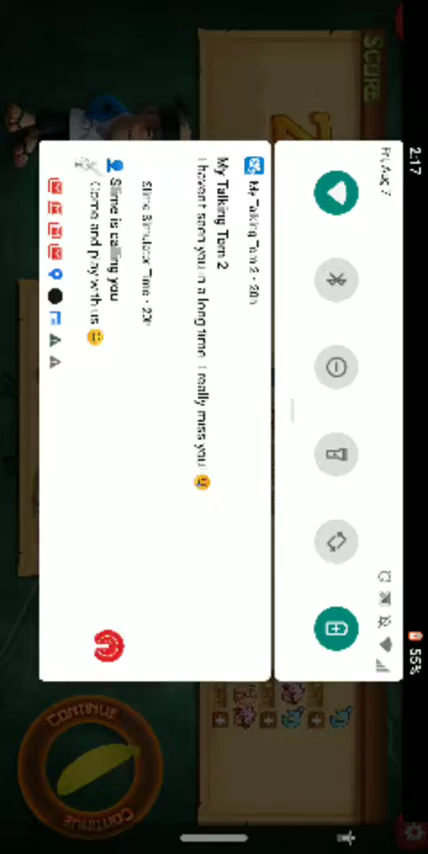 2:17
55%
Fri, Aug 7
My Talking Tom 2 • 20h
My Talking Tom 2
I haven't seen you in a long time. I really miss you!
Slime Simulator Time • 20h
Slime is calling you
Come and play with us
SCORE
2
CONTINUE
CONTINUE